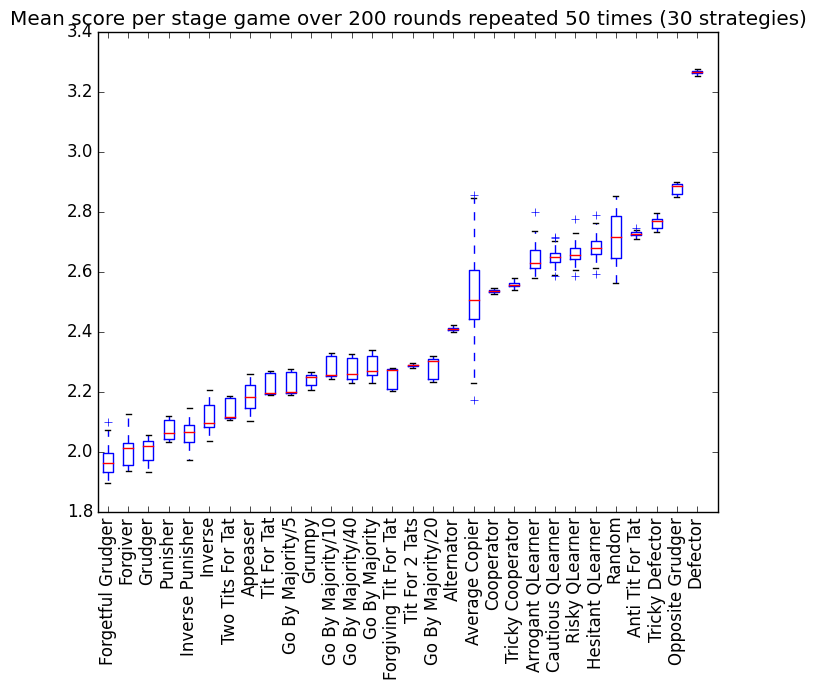 Mean score per stage game over 200 rounds repeated 50 times (30 strategies)
3.4
3.2
3.0
2.8
2.6
2.4
2.2
2.0
1.8
Forgetful Grudger
Forgiver
Grudger
Punisher
Inverse Punisher
Inverse
Two Tits For Tat
Appeaser
Tit For Tat
Go By Majority/5
Grumpy
Go By Majority/10
Go By Majority/40
Go By Majority
Forgiving Tit For Tat
Tit For 2 Tats
Go By Majority/20
Alternator
Average Copier
Cooperator
Tricky Cooperator
Arrogant QLearner
Cautious QLearner
Risky QLearner
Hesitant QLearner
Random
Anti Tit For Tat
Tricky Defector
Opposite Grudger
Defector